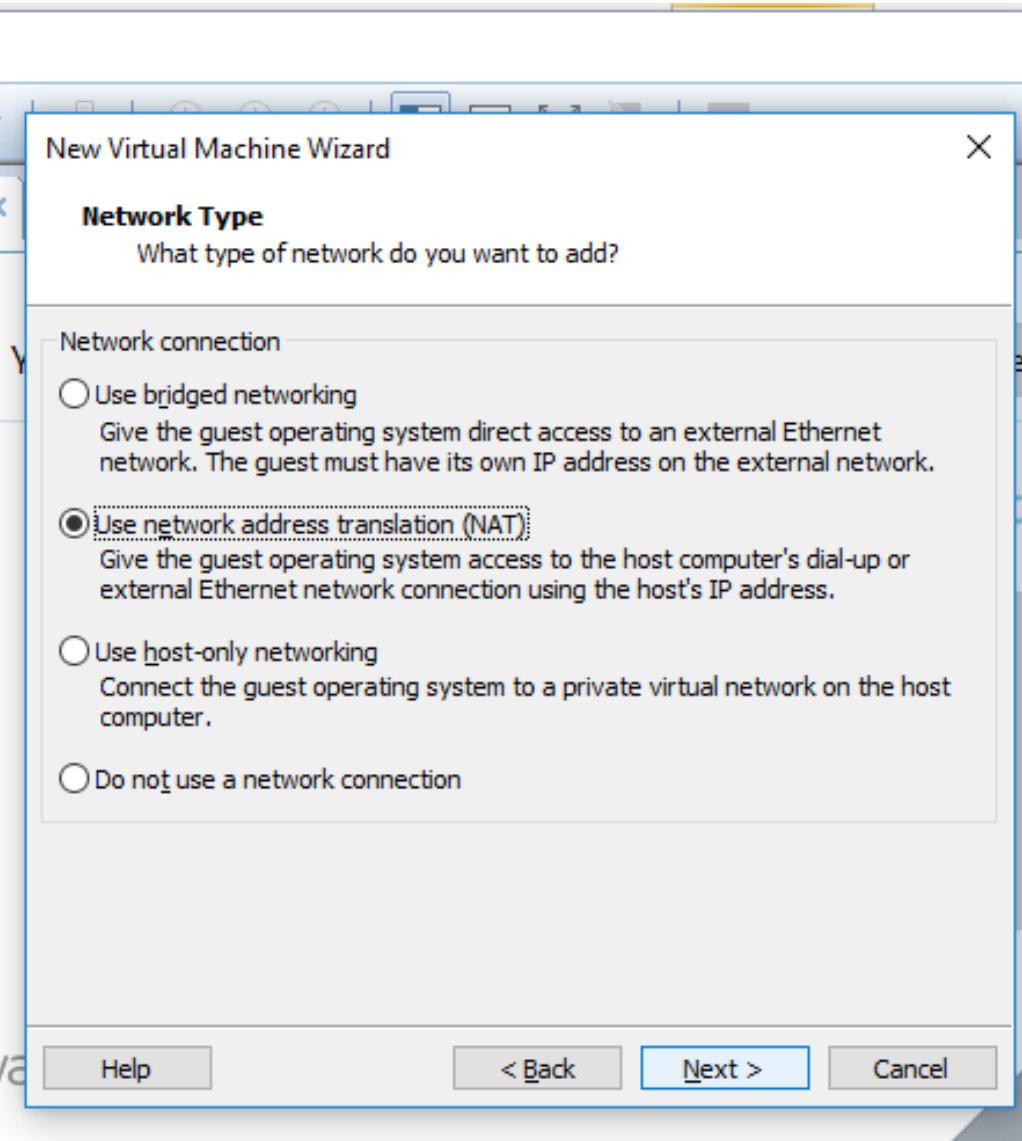 New Virtual Machine Wizard
Network Type
What type of network do you want to add?
Network connection
Use bridged networking
Give the guest operating system direct access to an external Ethernet
network. The guest must have its own IP address on the external network.
Use network address translation (NAT)
Give the guest operating system access to the host computer's dial-up or
external Ethernet network connection using the host's IP address.
Use host-only networking
Connect the guest operating system to a private virtual network on the host
computer.
Do not use a network connection
Help
< Back
Next >
Cancel